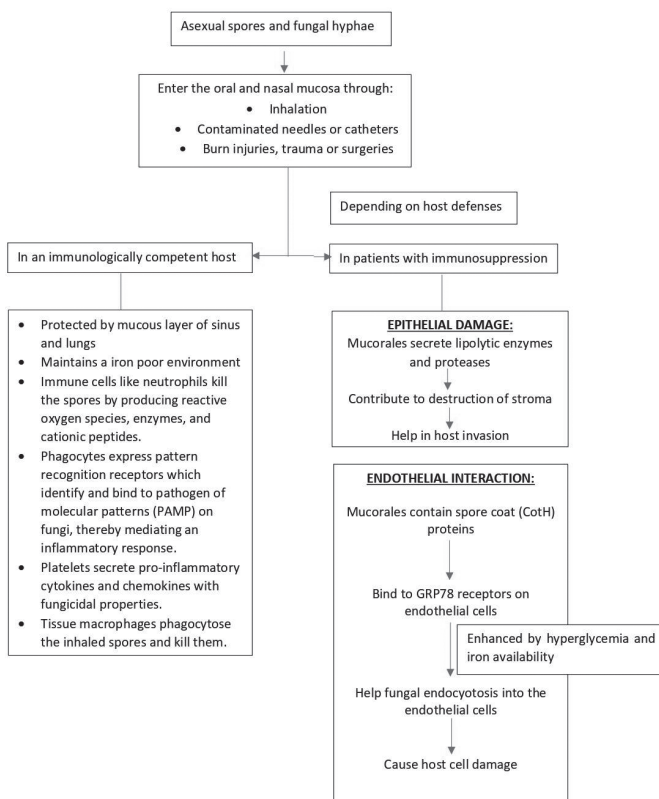 Asexual spores and fungal hyphae
Enter the oral and nasal mucosa through:
• Inhalation
• Contaminated needles or catheters
• Burn injuries, trauma or surgeries
Depending on host defenses
In an immunologically competent host
In patients with immunosuppression
• Protected by mucous layer of sinus
and lungs
• Maintains a iron poor environment
• Immune cells like neutrophils kill
the spores by producing reactive
oxygen species, enzymes, and
cationic peptides.
• Phagocytes express pattern
recognition receptors which
identify and bind to pathogen of
molecular patterns (PAMP) on
fungi, thereby mediating an
inflammatory response.
• Platelets secrete pro-inflammatory
cytokines and chemokines with
fungicidal properties.
• Tissue macrophages phagocytose
the inhaled spores and kill them.
EPITHELIAL DAMAGE:
Mucorales secrete lipolytic enzymes
and proteases
Contribute to destruction of stroma
Help in host invasion
ENDOTHELIAL INTERACTION:
Mucorales contain spore coat (CotH)
proteins
Bind to GRP78 receptors on
endothelial cells
Enhanced by hyperglycemia and
iron availability
Help fungal endocyotosis into the
endothelial cells
Cause host cell damage